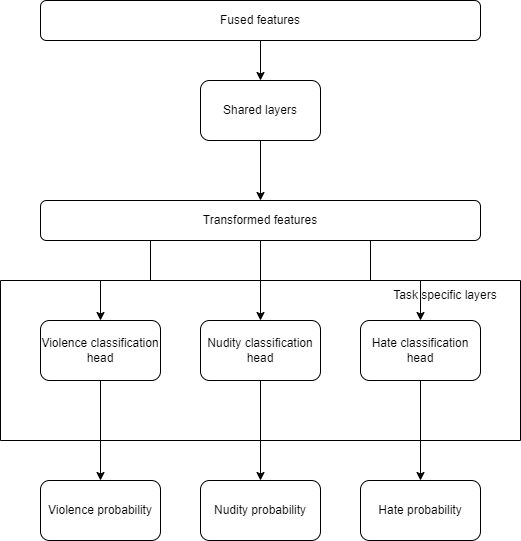 Fused features
Shared layers
Transformed features
Task specific layers
Violence classification
head
Nudity classification
head
Hate classification
head
Violence probability
Nudity probability
Hate probability